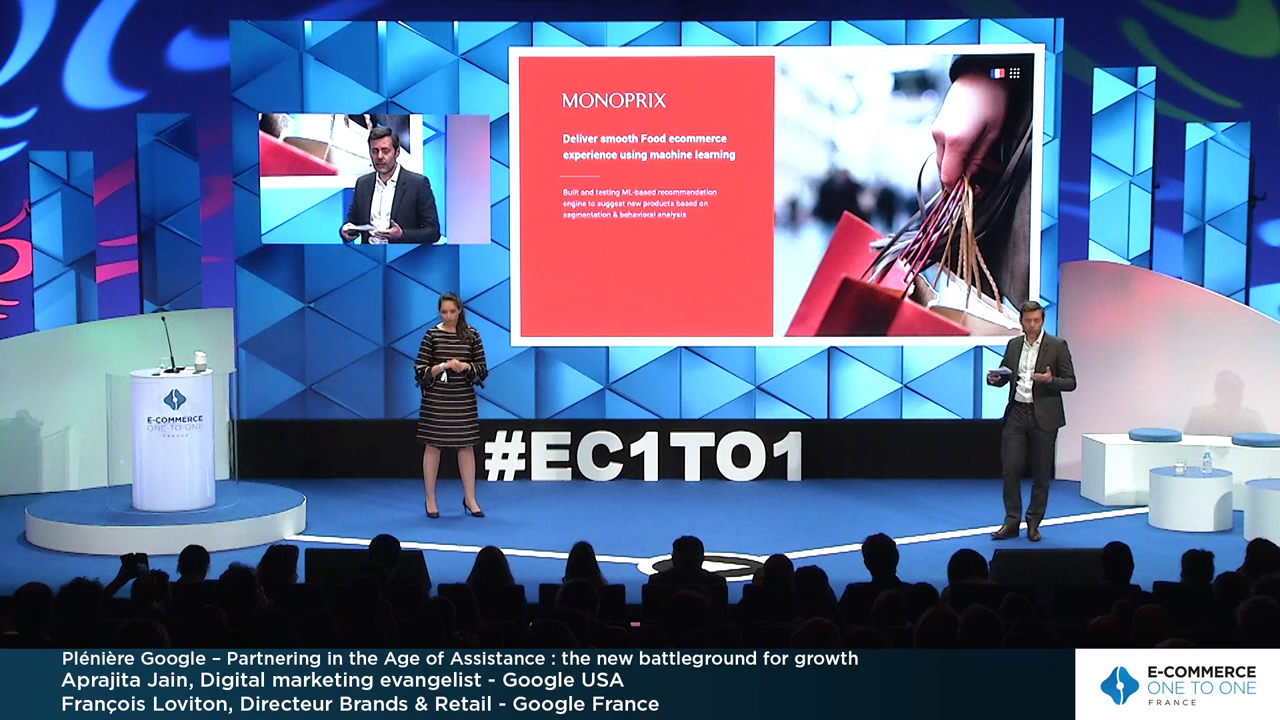 MONOPRIX
Deliver smooth Food ecommerce
experience using machine learning
Built and testing ML-based recommendation
engine to suggest new products based on
segmentation & behavioral analysis
E-COMMERCE
ONE TO ONE
FRANCE
#EC1TO1
Plénière Google – Partnering in the Age of Assistance : the new battleground for growth
Aprajita Jain, Digital marketing evangelist - Google USA
François Loviton, Directeur Brands & Retail - Google France
E-COMMERCE
ONE TO ONE
FRANCE